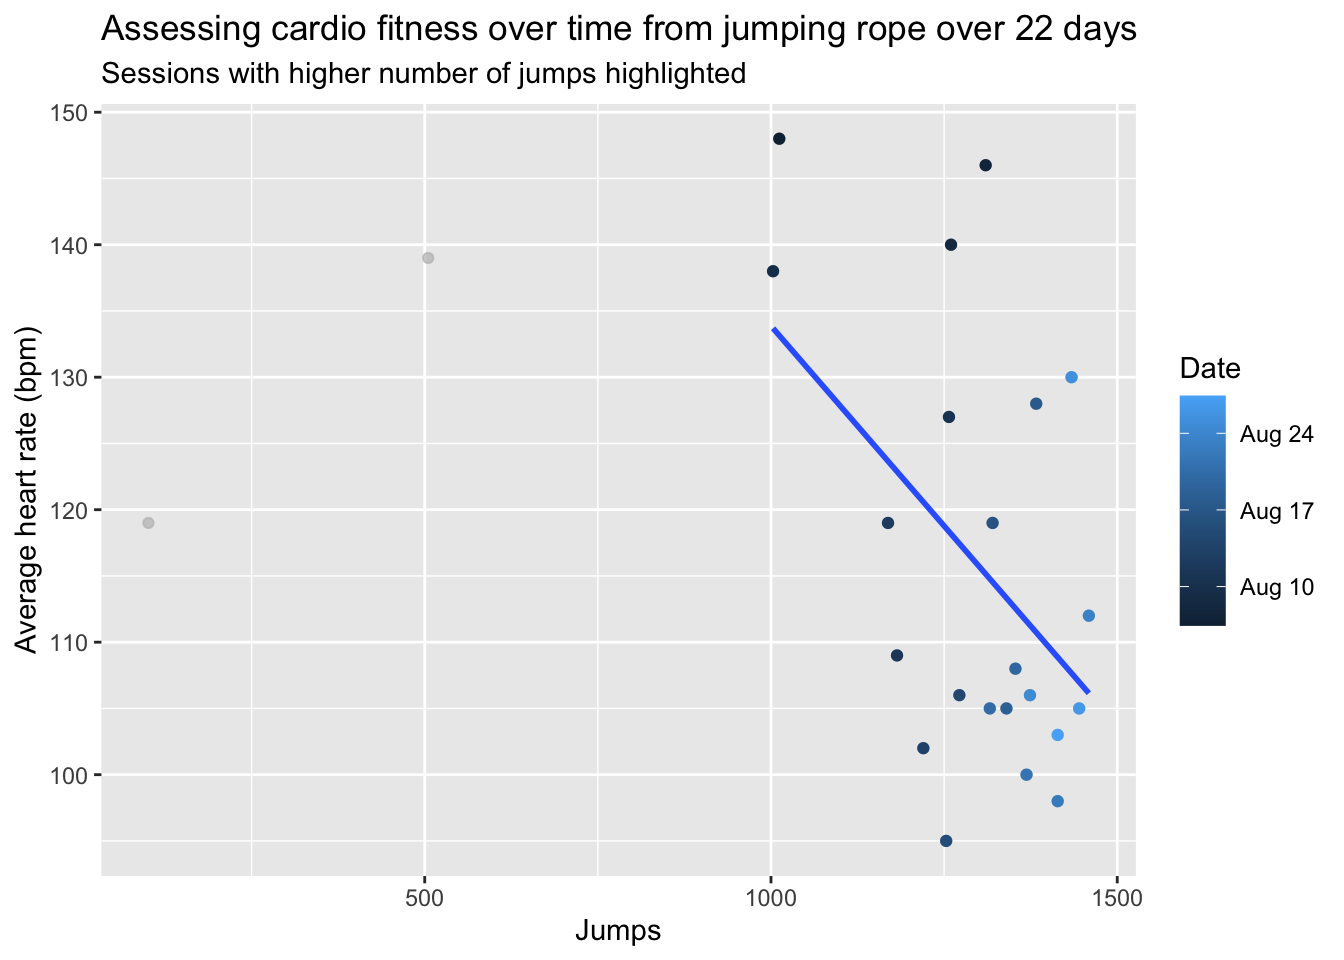 Assessing cardio fitness over time from jumping rope over 22 days
Sessions with higher number of jumps highlighted
150
140
130
120
110
100
Average heart rate (bpm)
500
1000
1500
Jumps
Date
Aug 24
Aug 17
Aug 10